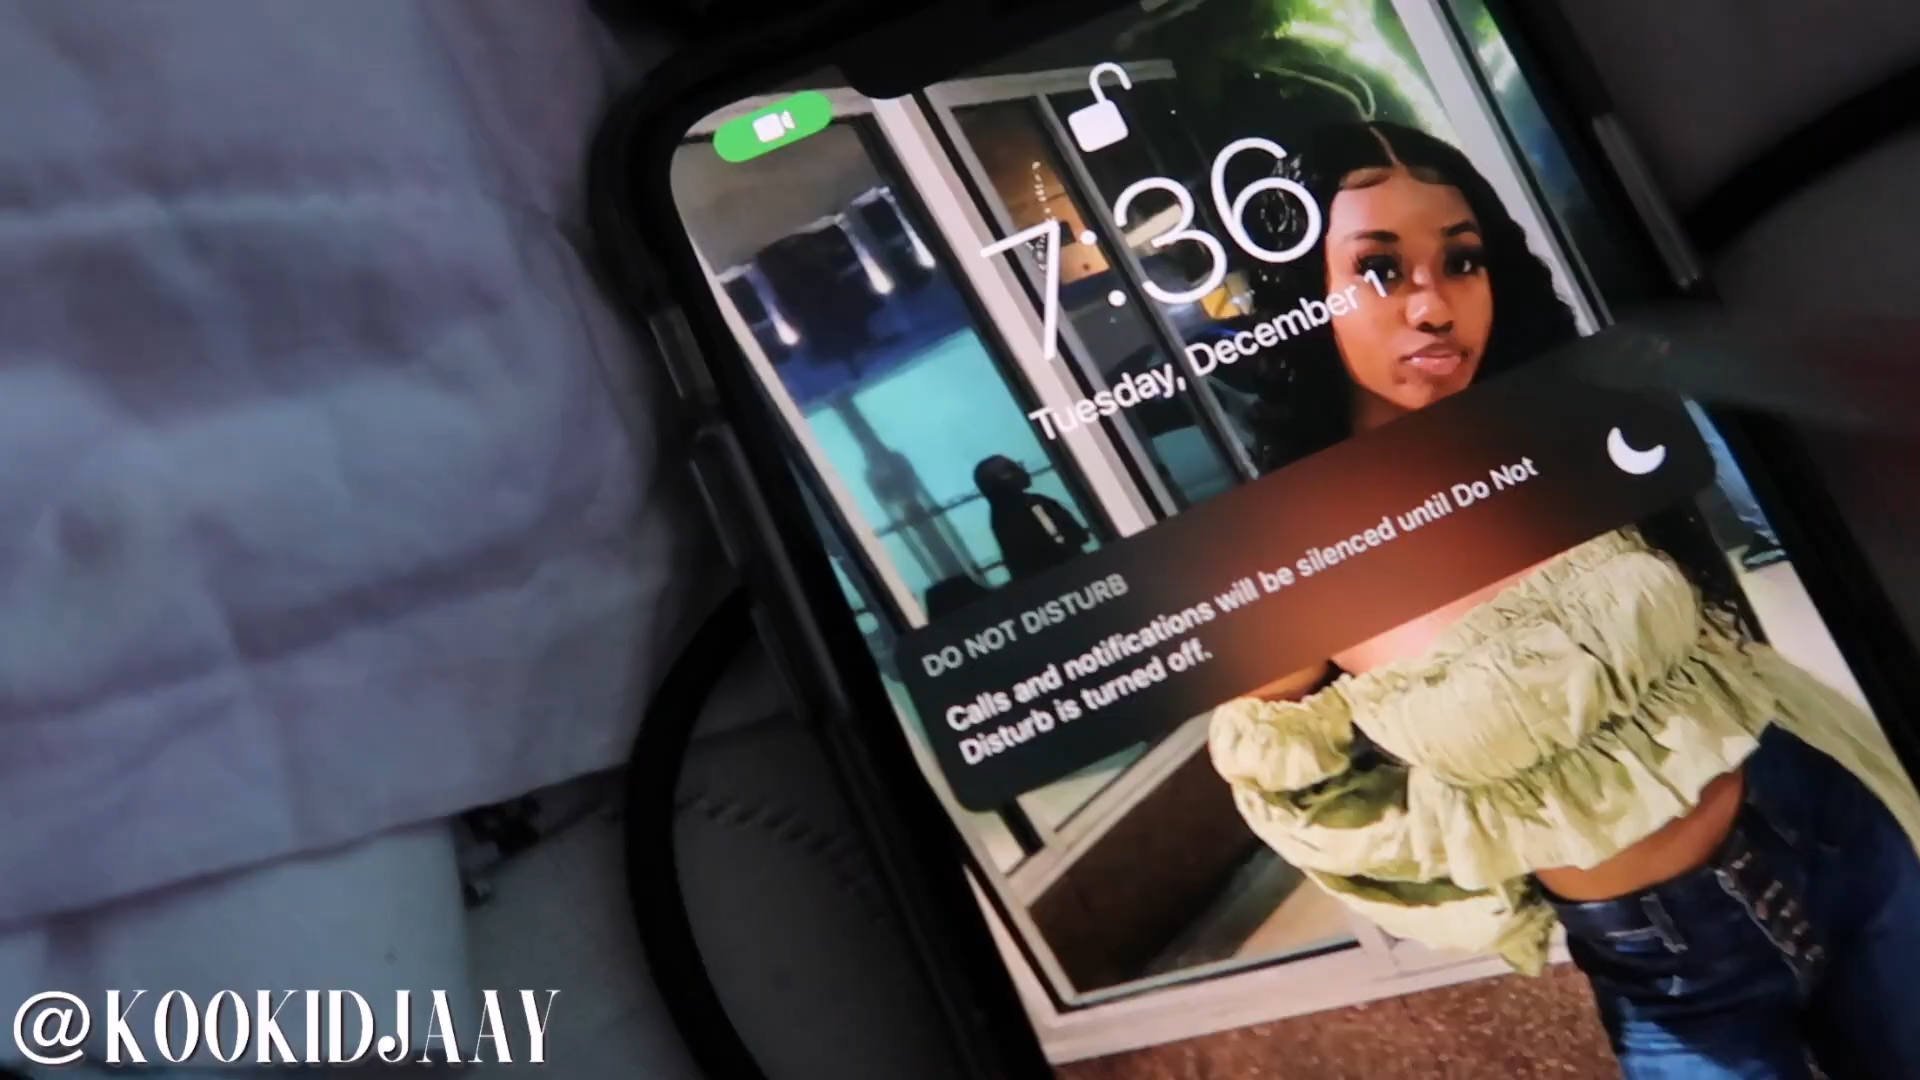 7:36
Tuesday, December 1
DO NOT DISTURB
Calls and notifications will be silenced until Do Not
Disturb is turned off.
@KOOKIDJAAY